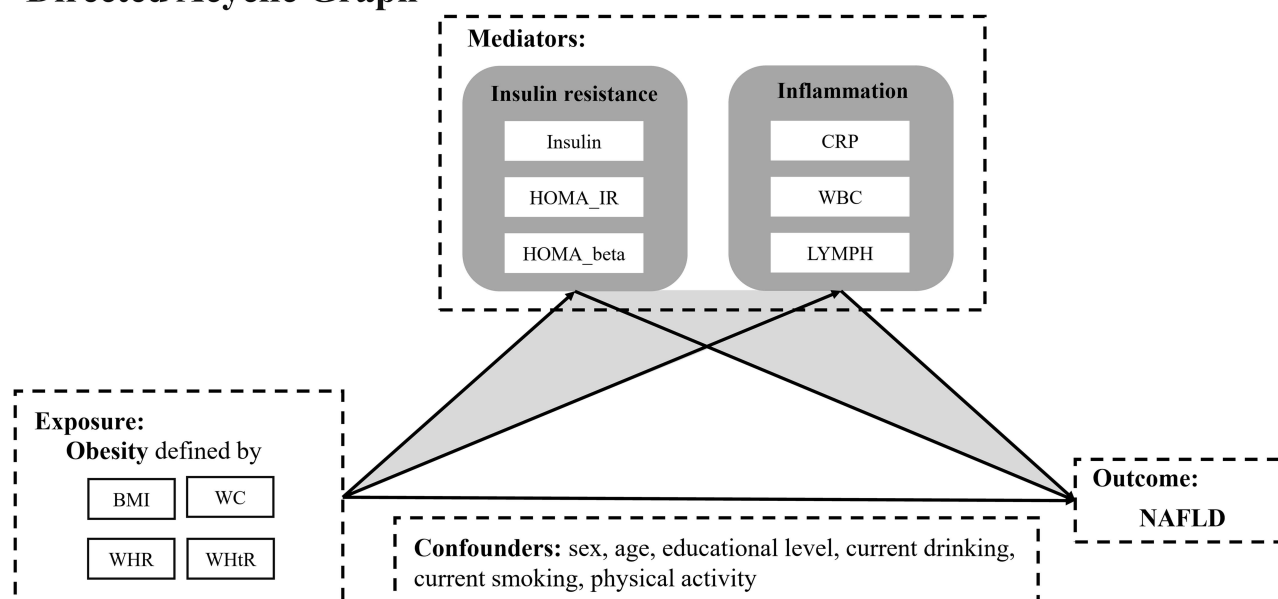 Directed Acyclic Graph
Mediators:
Insulin resistance
Insulin
HOMA_IR
HOMA_beta
Inflammation
CRP
WBC
LYMPH
Exposure:
Obesity defined by
BMI
WC
WHR
WHtR
Confounders: sex, age, educational level, current drinking,
current smoking, physical activity
Outcome:
NAFLD